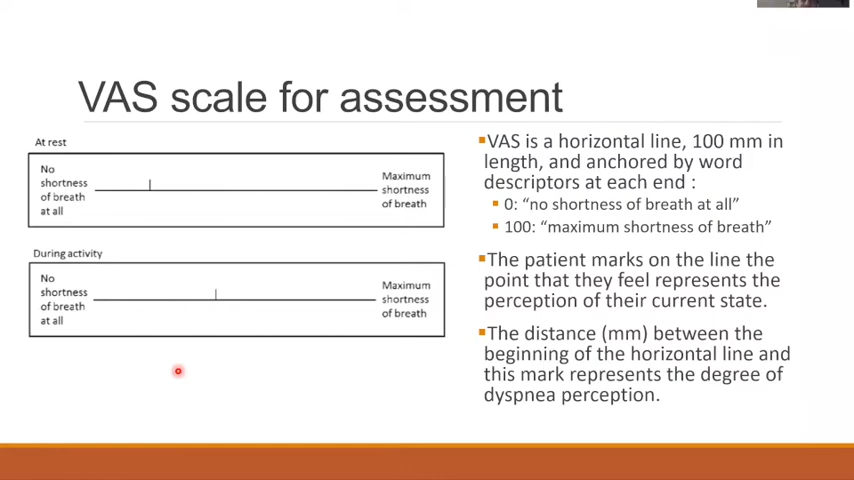 VAS scale for assessment
At rest
No
shortness
of breath
at all
Maximum
shortness
of breath
During activity
No
shortness
of breath
at all
Maximum
shortness
of breath
▪VAS is a horizontal line, 100 mm in
length, and anchored by word
descriptors at each end :
▪ 0: “no shortness of breath at all”
▪ 100: “maximum shortness of breath”
▪The patient marks on the line the
point that they feel represents the
perception of their current state.
▪The distance (mm) between the
beginning of the horizontal line and
this mark represents the degree of
dyspnea perception.